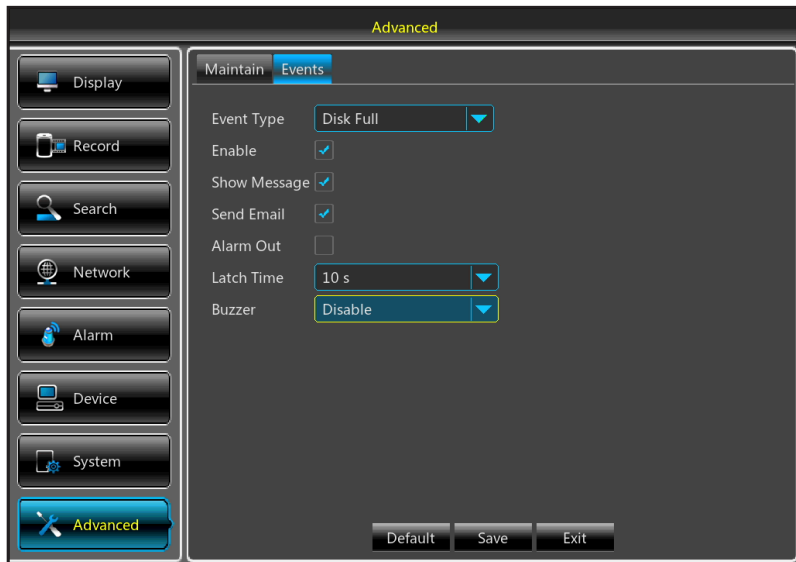 Advanced
Display
Record
Search
Network
Alarm
Device
System
Advanced
Maintain Events
Event Type Disk Full
Enable
Show Message
Send Email
Alarm Out
Latch Time 10 s
Buzzer Disable
Default Save Exit